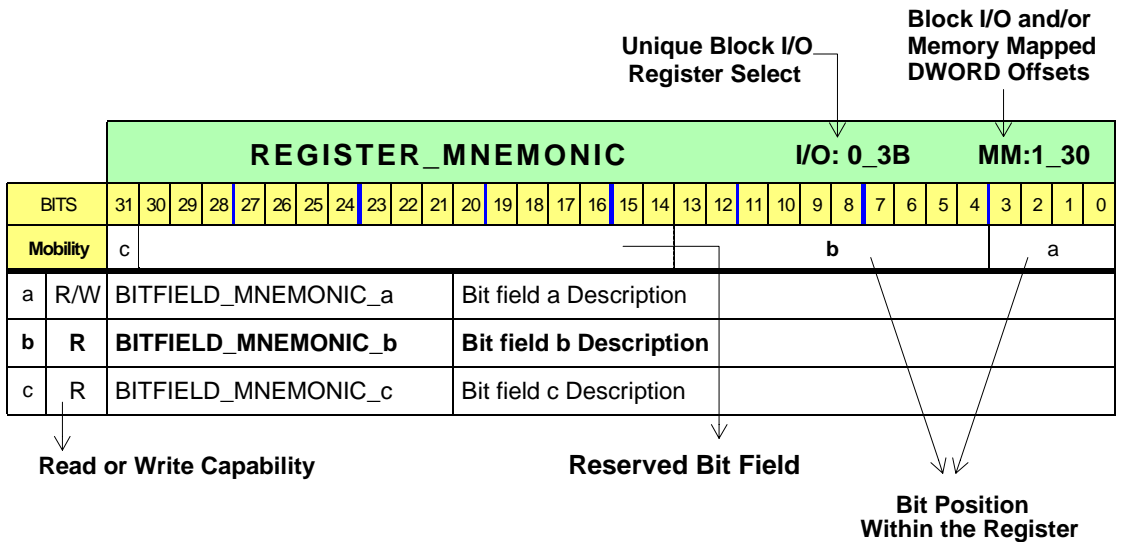 Unique Block I/O
Register Select
Block I/O and/or
Memory Mapped
DWORD Offsets
REGISTER_MNEMONIC I/O: 0_3B MM:1_30
BITS 31 30 29 28 27 26 25 24 23 22 21 20 19 18 17 16 15 14 13 12 11 10 9 8 7 6 5 4 3 2 1 0
Mobility c b a
a R/W BITFIELD_MNEMONIC_a Bit field a Description
b R BITFIELD_MNEMONIC_b Bit field b Description
c R BITFIELD_MNEMONIC_c Bit field c Description
Read or Write Capability
Reserved Bit Field
Bit Position
Within the Register